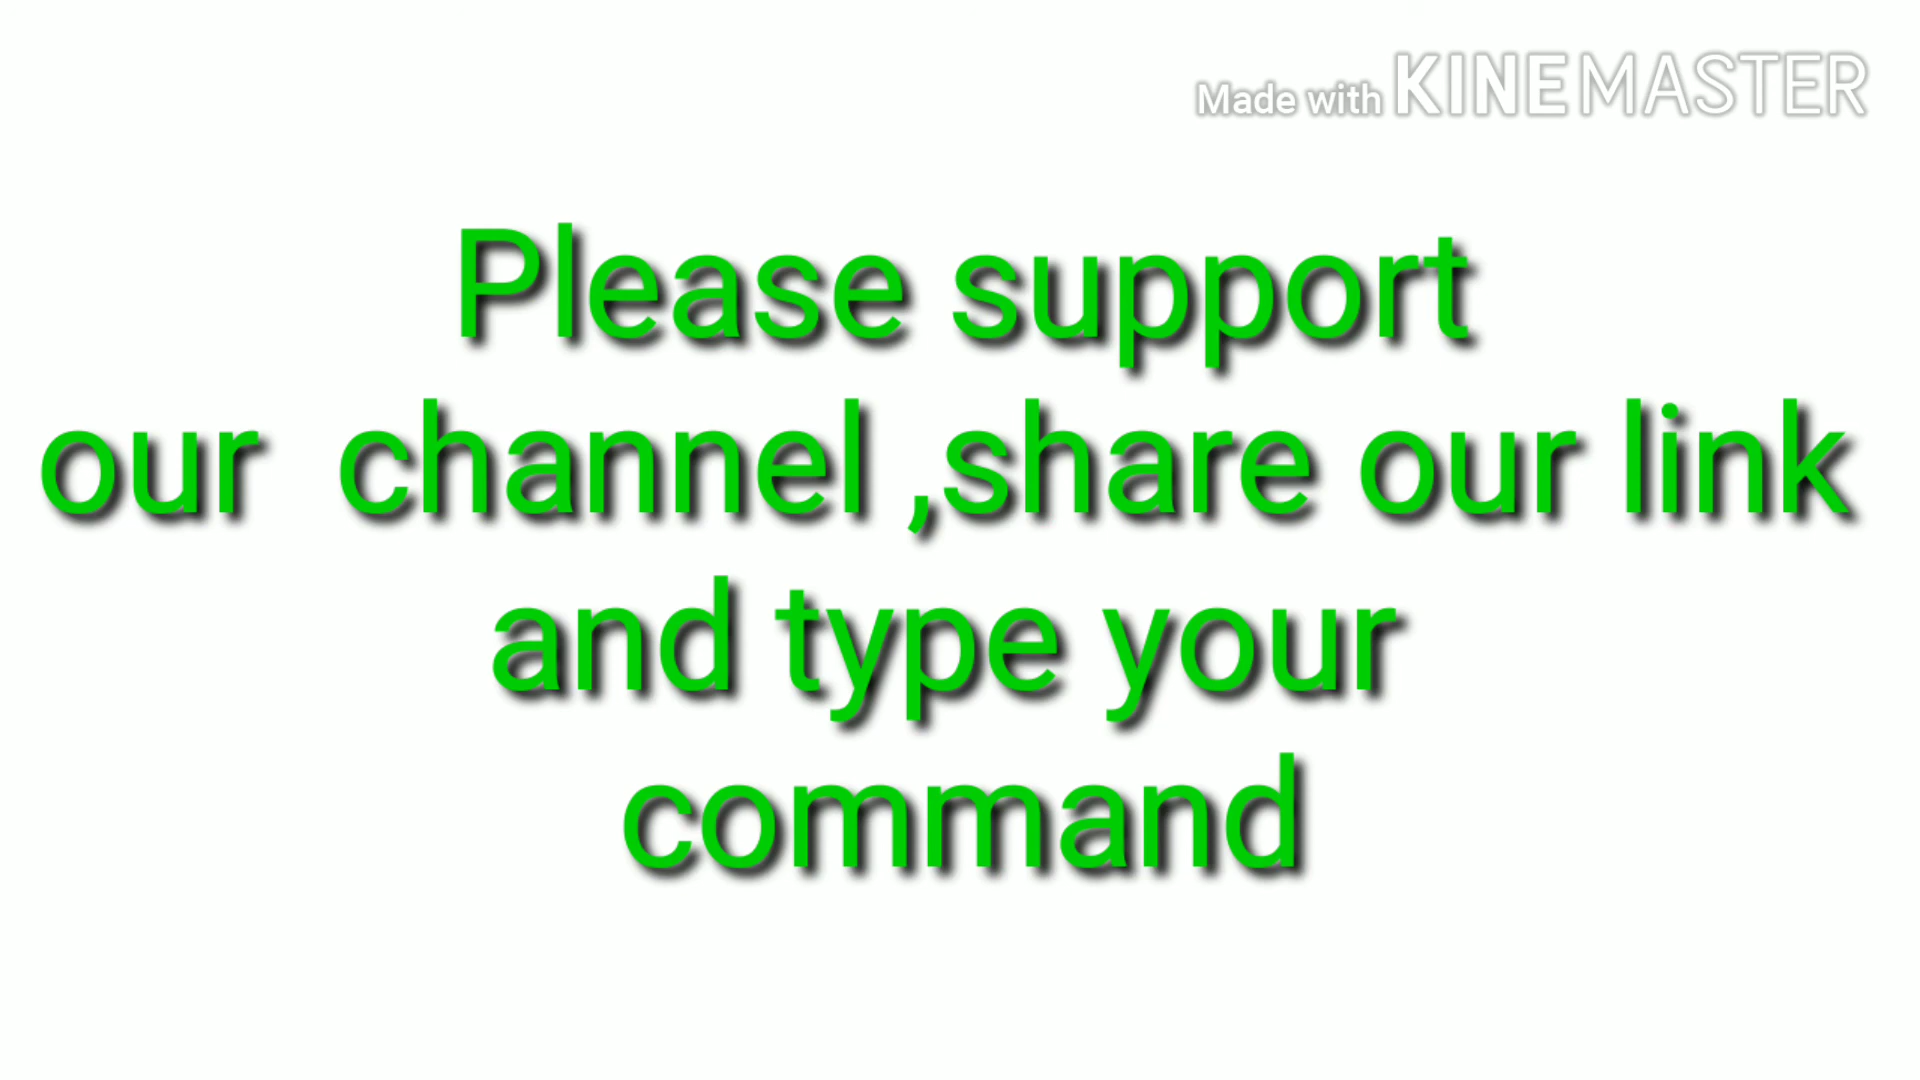 Made with KINEMASTER
Please support
our  channel ,share our link
and type your
command